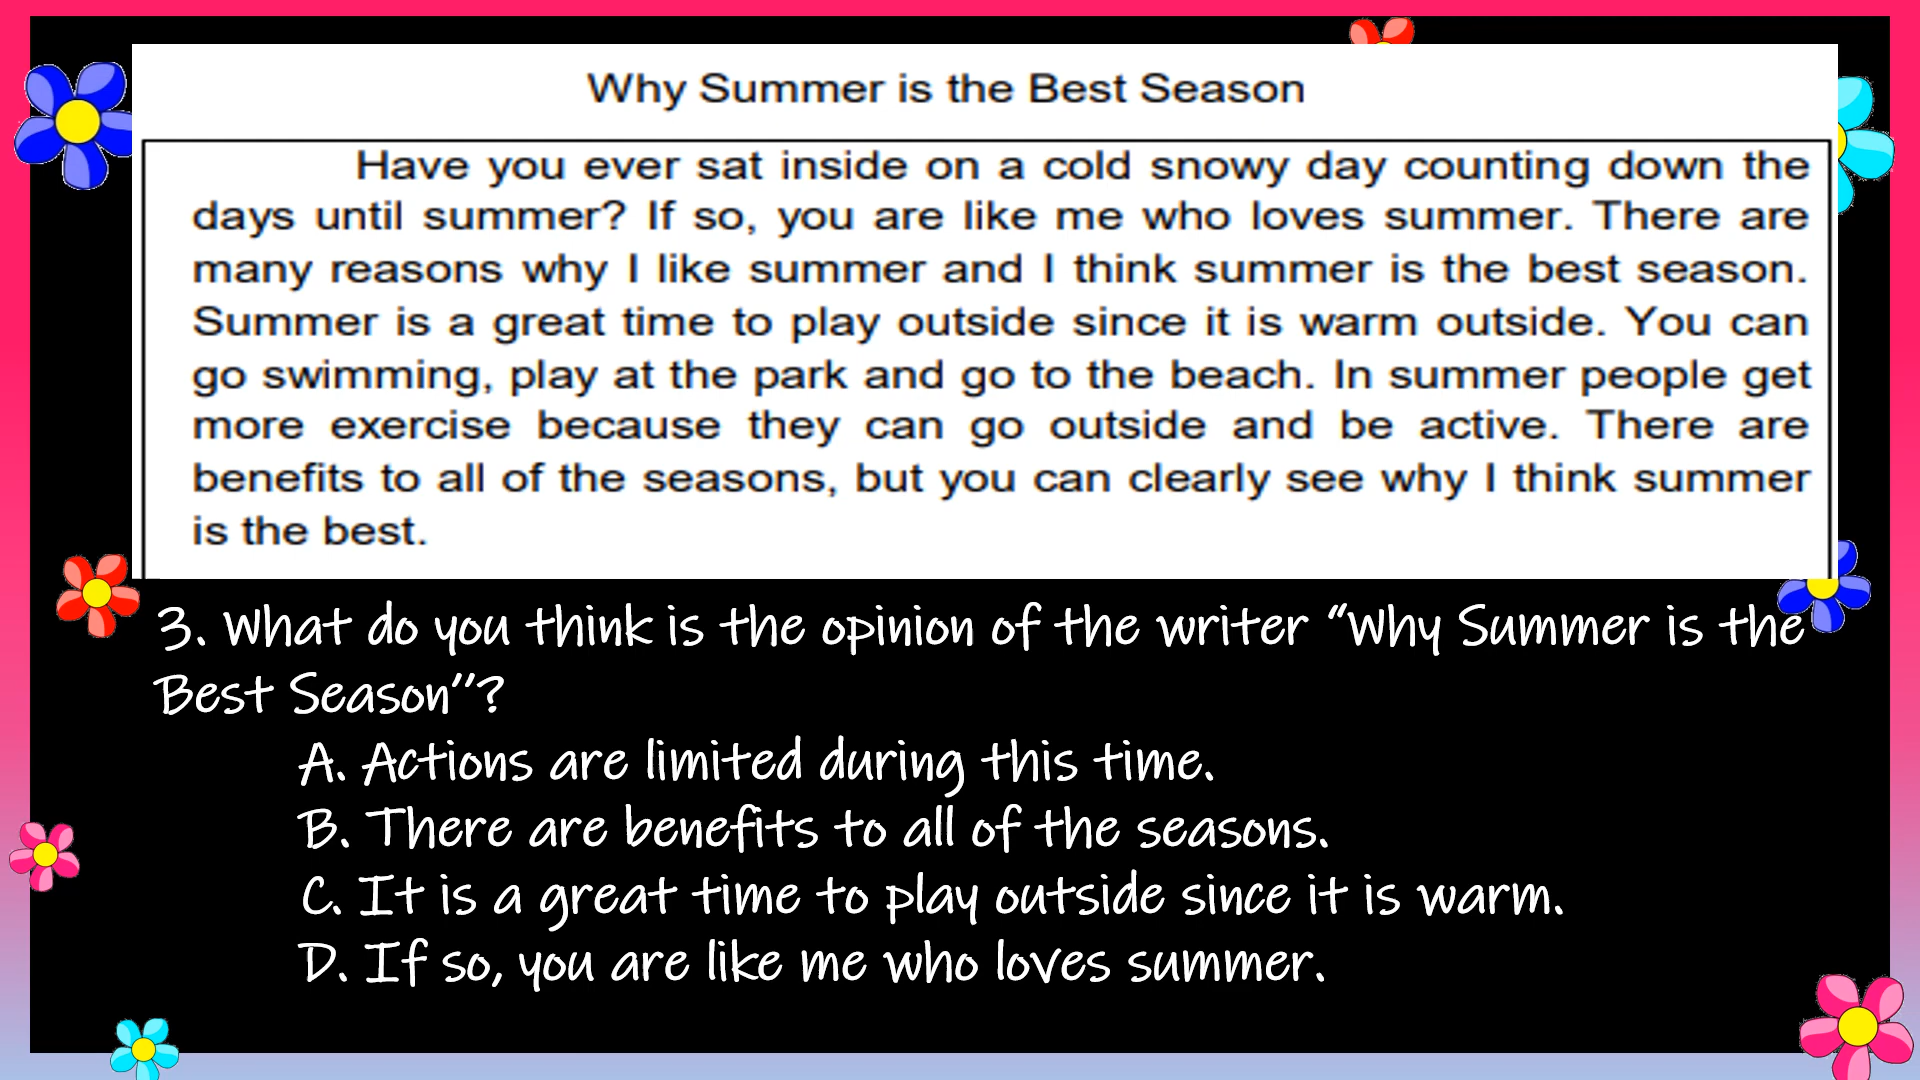 Why Summer is the Best Season
Have you ever sat inside on a cold snowy day counting down the
days until summer? If so, you are like me who loves summer. There are
many reasons why I like summer and I think summer is the best season.
Summer is a great time to play outside since it is warm outside. You can
go swimming, play at the park and go to the beach. In summer people get
more exercise because they can go outside and be active. There are
benefits to all of the seasons, but you can clearly see why I think summer
is the best.
3. What do you think is the opinion of the writer “Why Summer is the
Best Season”?
A. Actions are limited during this time.
B. There are benefits to all of the seasons.
C. It is a great time to play outside since it is warm.
D. If so, you are like me who loves summer.